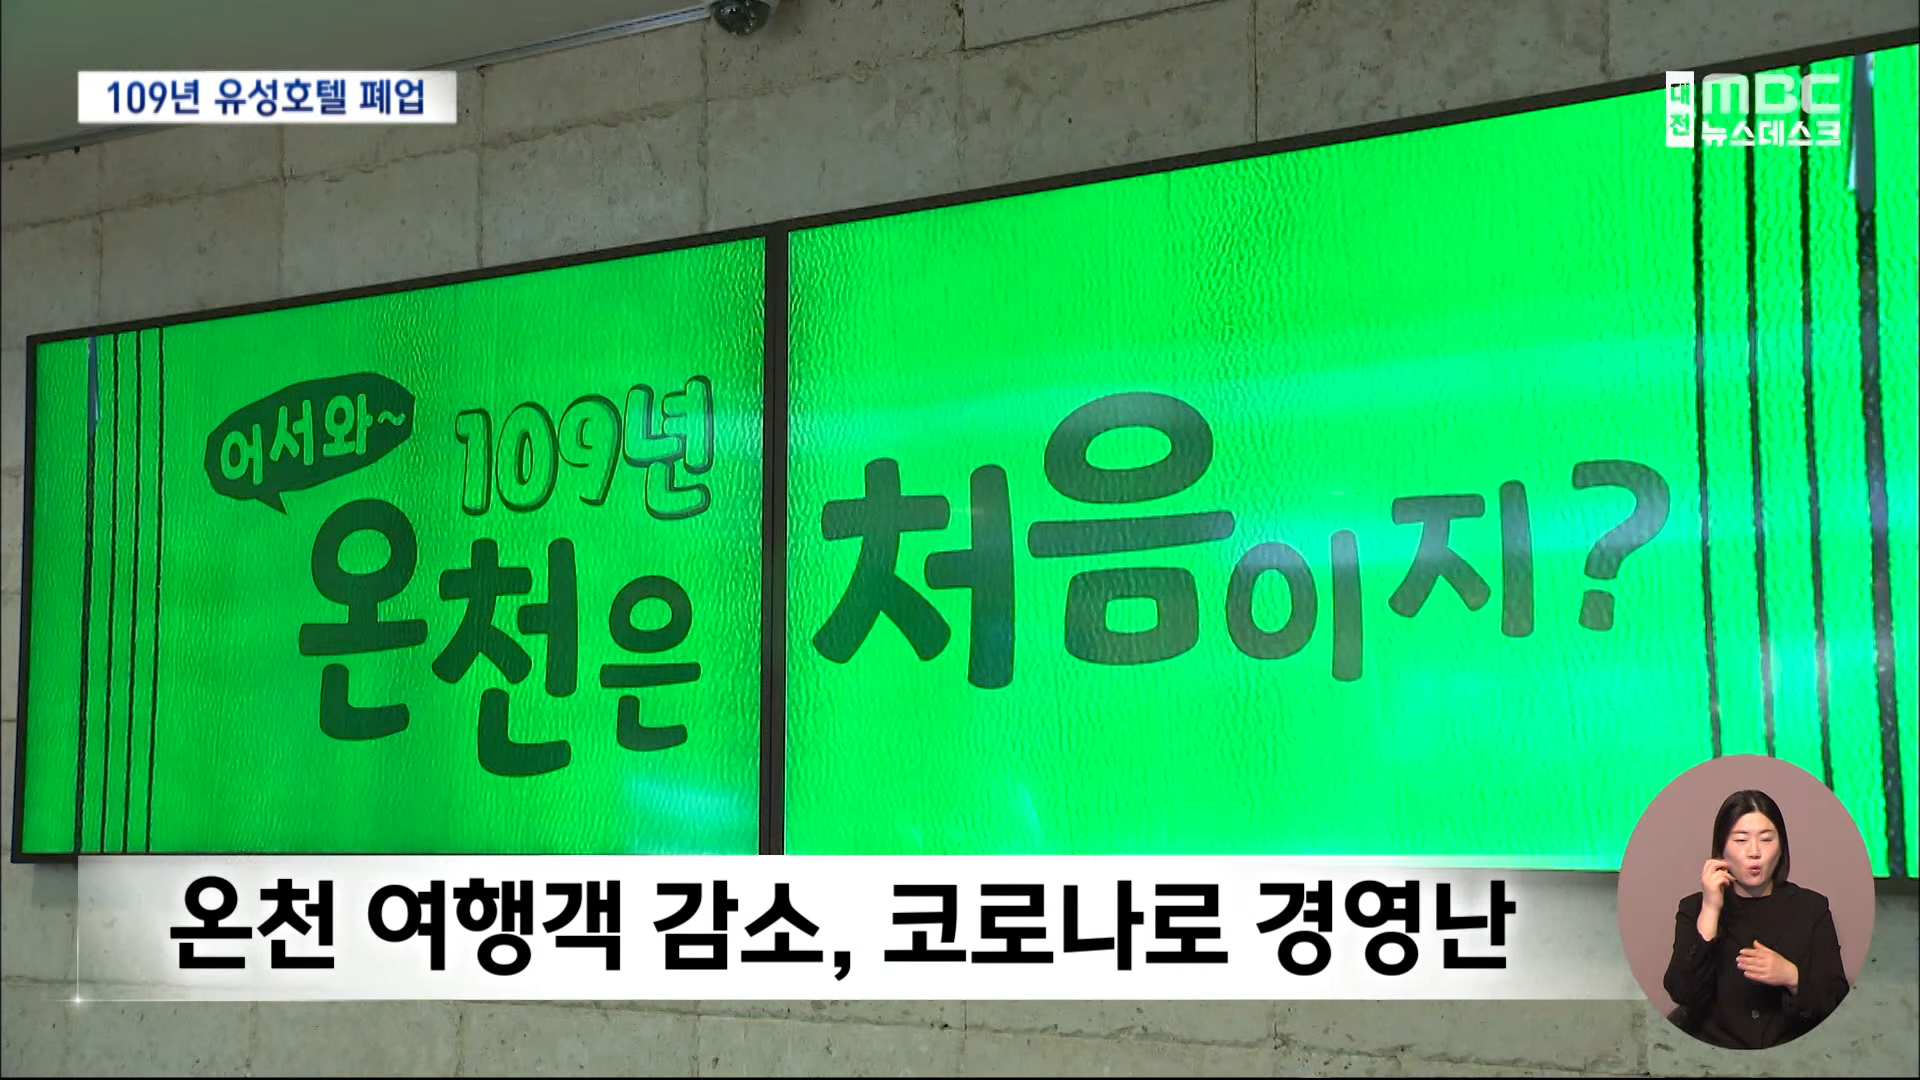 109년 유성호텔 폐업
대전
MBC
뉴스데스크
어서와~
109년
온천은
처음이지?
온천 여행객 감소, 코로나로 경영난